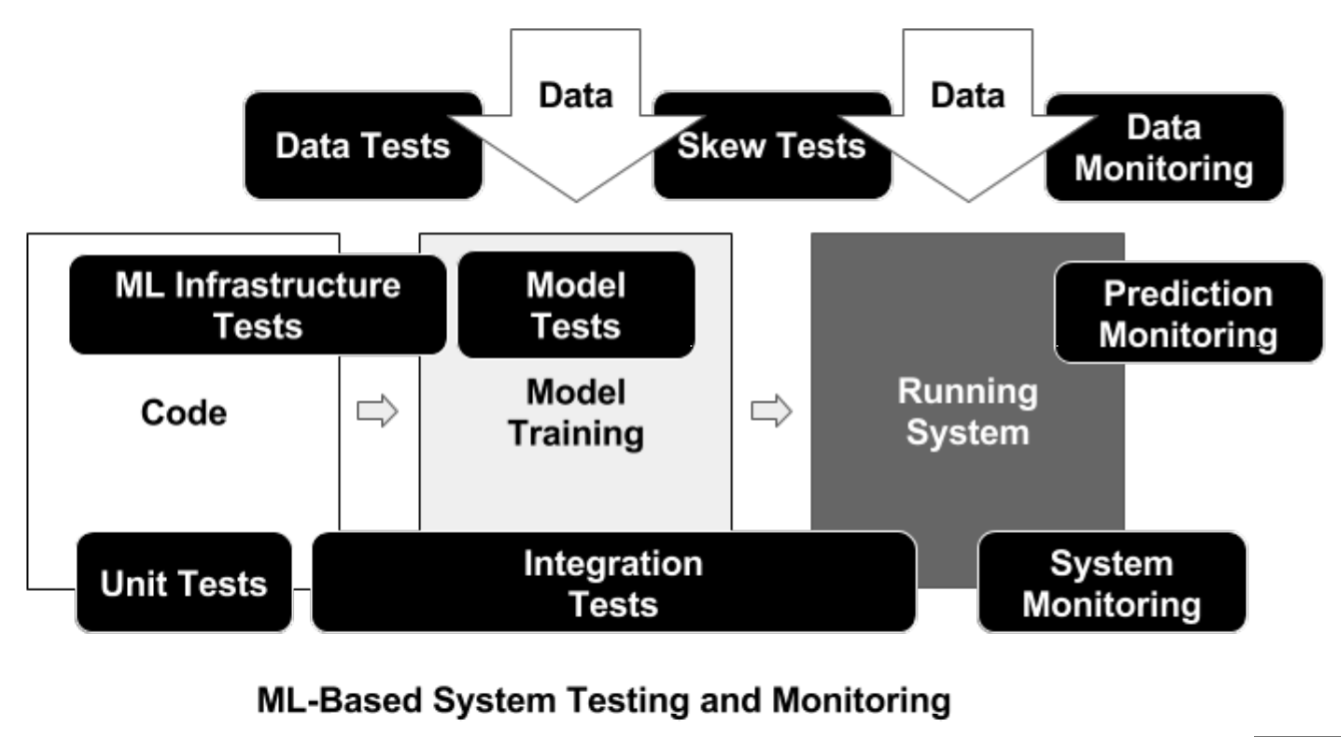 Data
Data
Data Tests
Skew Tests
Data
Monitoring
ML Infrastructure
Tests
Model
Tests
Prediction
Monitoring
Code
Model
Training
Running
System
Unit Tests
Integration
Tests
System
Monitoring
ML-Based System Testing and Monitoring